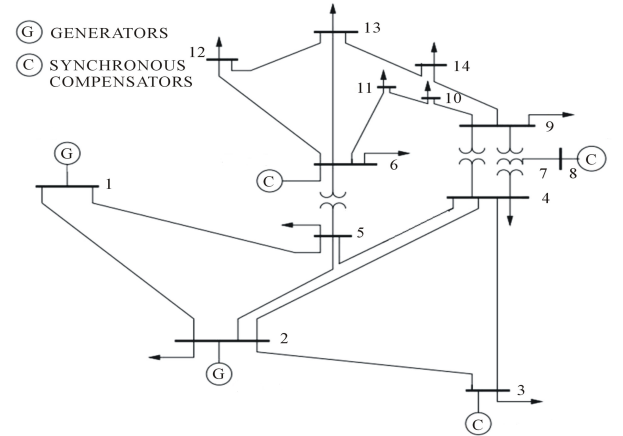 G GENERATORS
C SYNCHRONOUS
COMPENSATORS
13
12
14
11
10
9
G
C
6
7
8
C
1
4
5
2
G
3
C